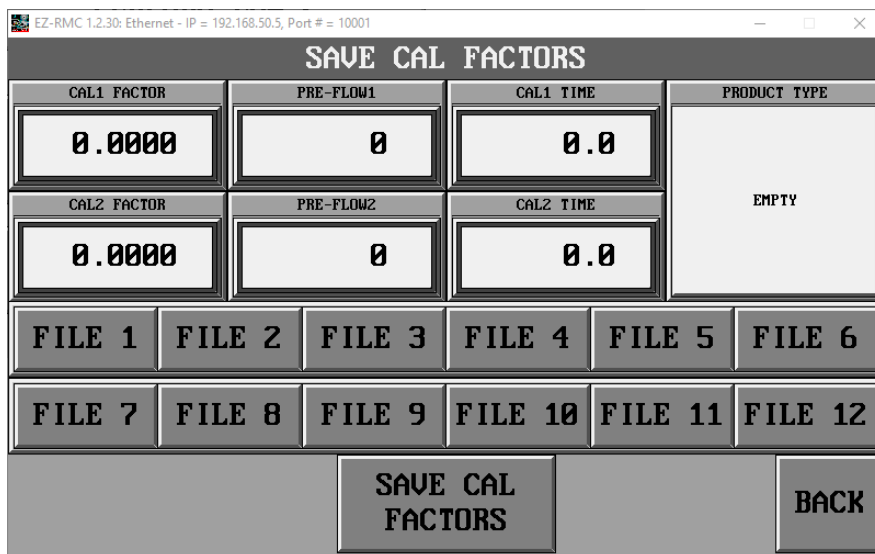 EZ-RMC 1.2.30: Ethernet - IP = 192.168.50.5, Port # = 10001
SAVE CAL FACTORS
CAL1 FACTOR PRE-FLOW1 CAL1 TIME PRODUCT TYPE
0.0000 0 0.0
CAL2 FACTOR PRE-FLOW2 CAL2 TIME EMPTY
0.0000 0 0.0
FILE 1 FILE 2 FILE 3 FILE 4 FILE 5 FILE 6
FILE 7 FILE 8 FILE 9 FILE 10 FILE 11 FILE 12
SAVE CAL
FACTORS
BACK